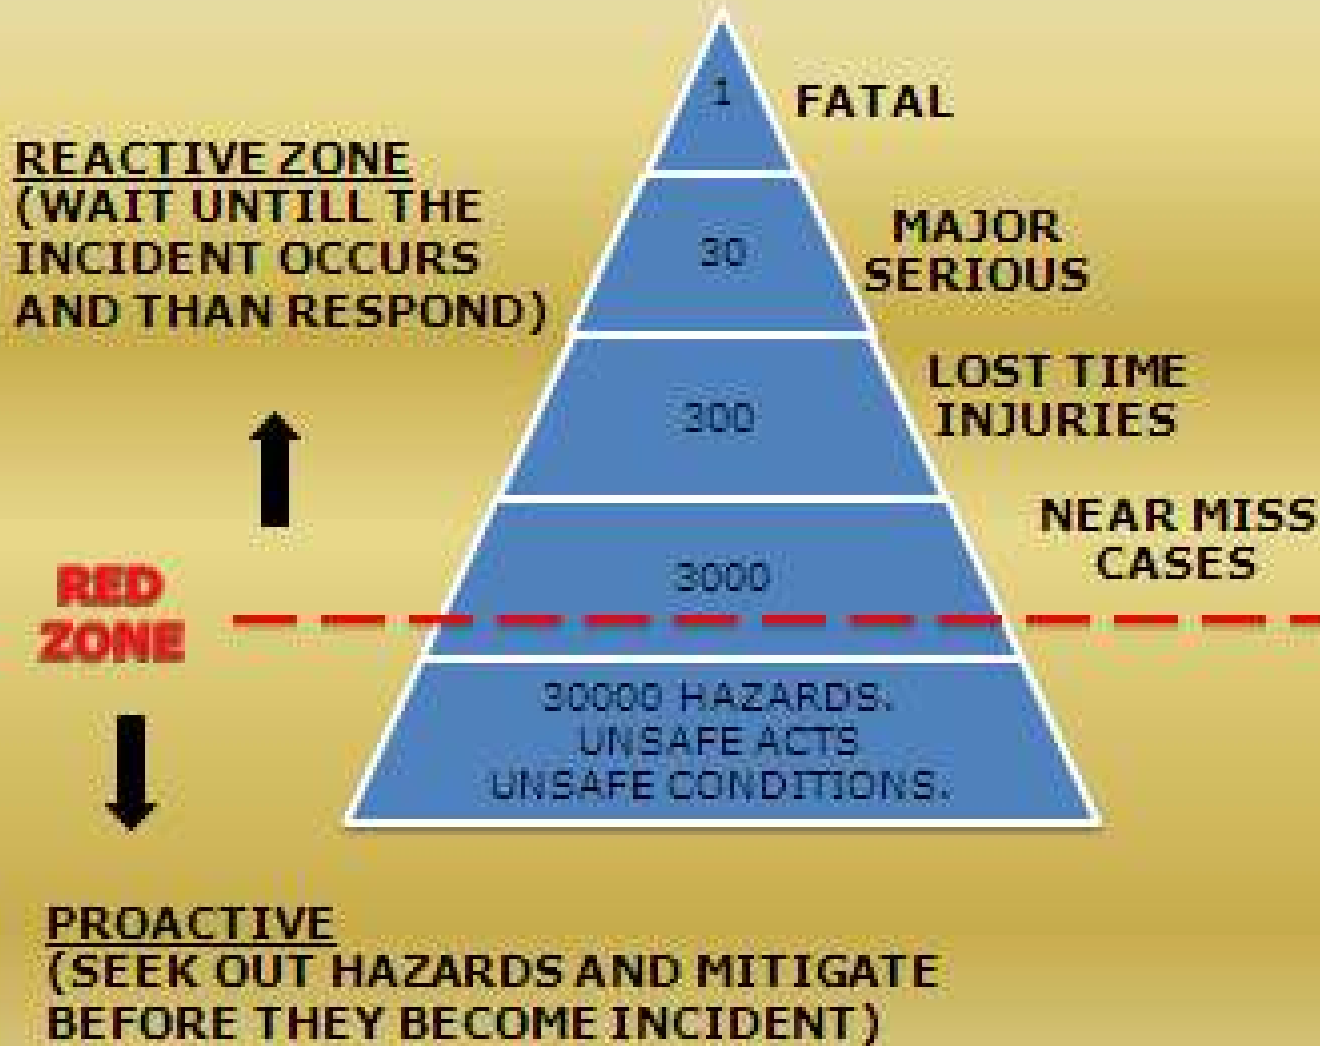 1
FATAL
REACTIVE ZONE
(WAIT UNTILL THE
INCIDENT OCCURS
AND THAN RESPOND)
30
MAJOR
SERIOUS
300
LOST TIME
INJURIES
3000
NEAR MISS
CASES
RED
ZONE
30000 HAZARDS.
UNSAFE ACTS
UNSAFE CONDITIONS.
PROACTIVE
(SEEK OUT HAZARDS AND MITIGATE
BEFORE THEY BECOME INCIDENT)